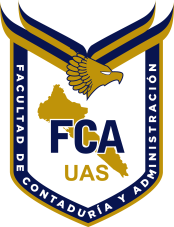 FCA
UAS
FACULTAD DE CONTADURÍA Y ADMINISTRACIÓN